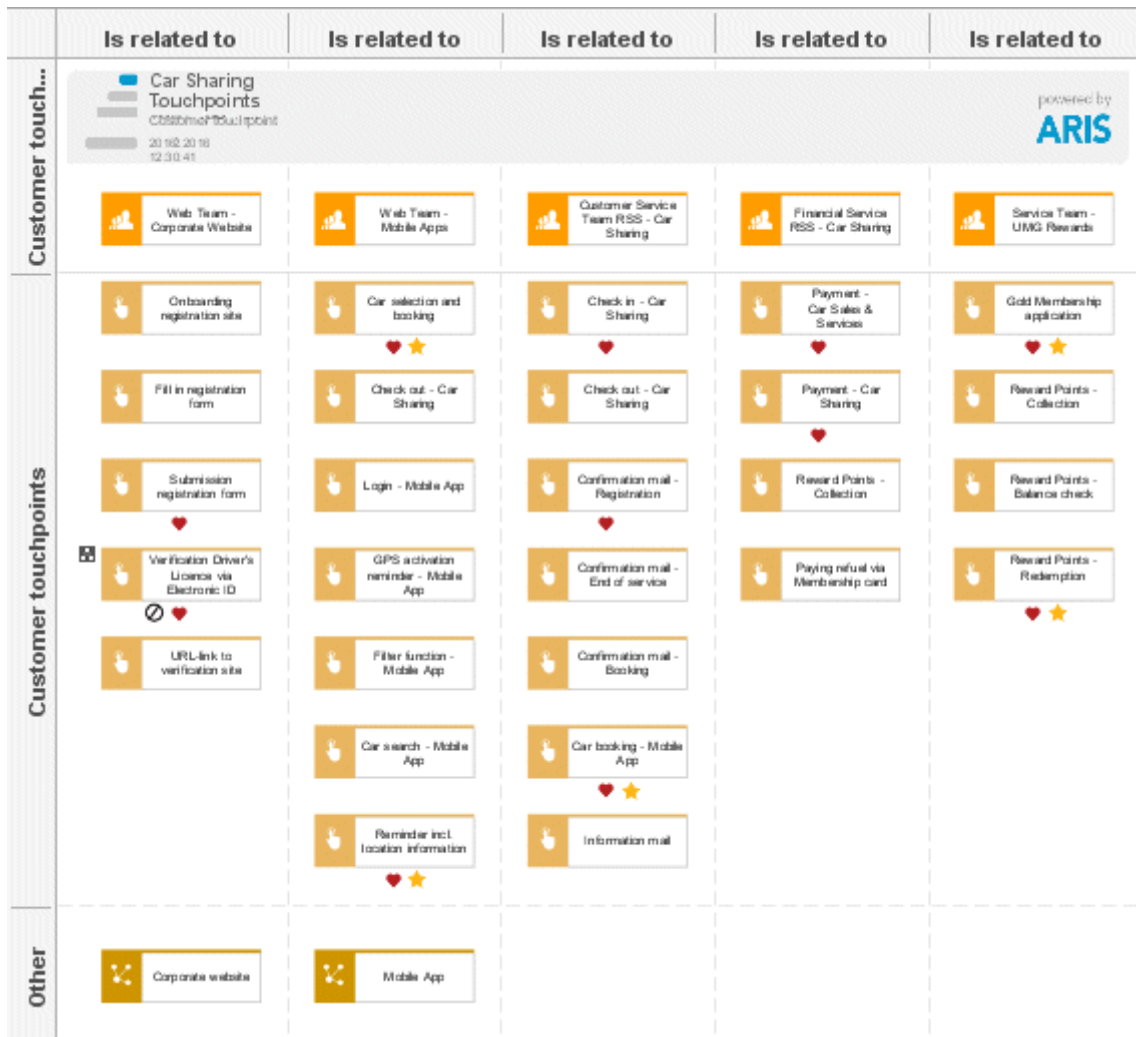 Is related to
Is related to
Is related to
Is related to
Is related to
Customer touch...
Car Sharing
Touchpoints
12:30:41
powered by
ARIS
Web Team -
Corporate Website
Web Team -
Mobile Apps
Customer Service
Team RSS - Car
Sharing
Financial Service
RSS - Car Sharing
Service Team -
UMG Rewards
Customer touchpoints
Onboarding
registration site
Car selection and
booking
Check in - Car
Sharing
Payment -
Car Sales &
Services
Gold Membership
application
Fill in registration
form
Check out - Car
Sharing
Check out - Car
Sharing
Payment - Car
Sharing
Reward Points -
Collection
Submission
registration form
Login - Mobile App
Confirmation mail -
Registration
Reward Points -
Collection
Reward Points -
Balance check
Verification Driver's
Licence via
Electronic ID
GPS activation
reminder - Mobile
App
Confirmation mail -
End of service
Paying refuel via
Membership card
Reward Points -
Redemption
URL-link to
verification site
Filter function -
Mobile App
Confirmation mail -
Booking
Car search - Mobile
App
Car booking - Mobile
App
Reminder incl.
location information
Information mail
Other
Corporate website
Mobile App